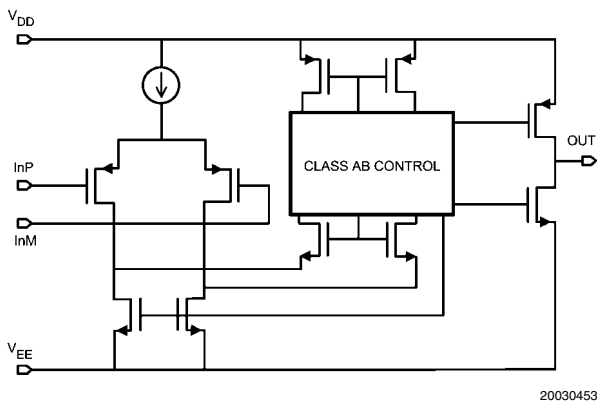 VDD
InP
InM
CLASS AB CONTROL
OUT
VEE
20030453